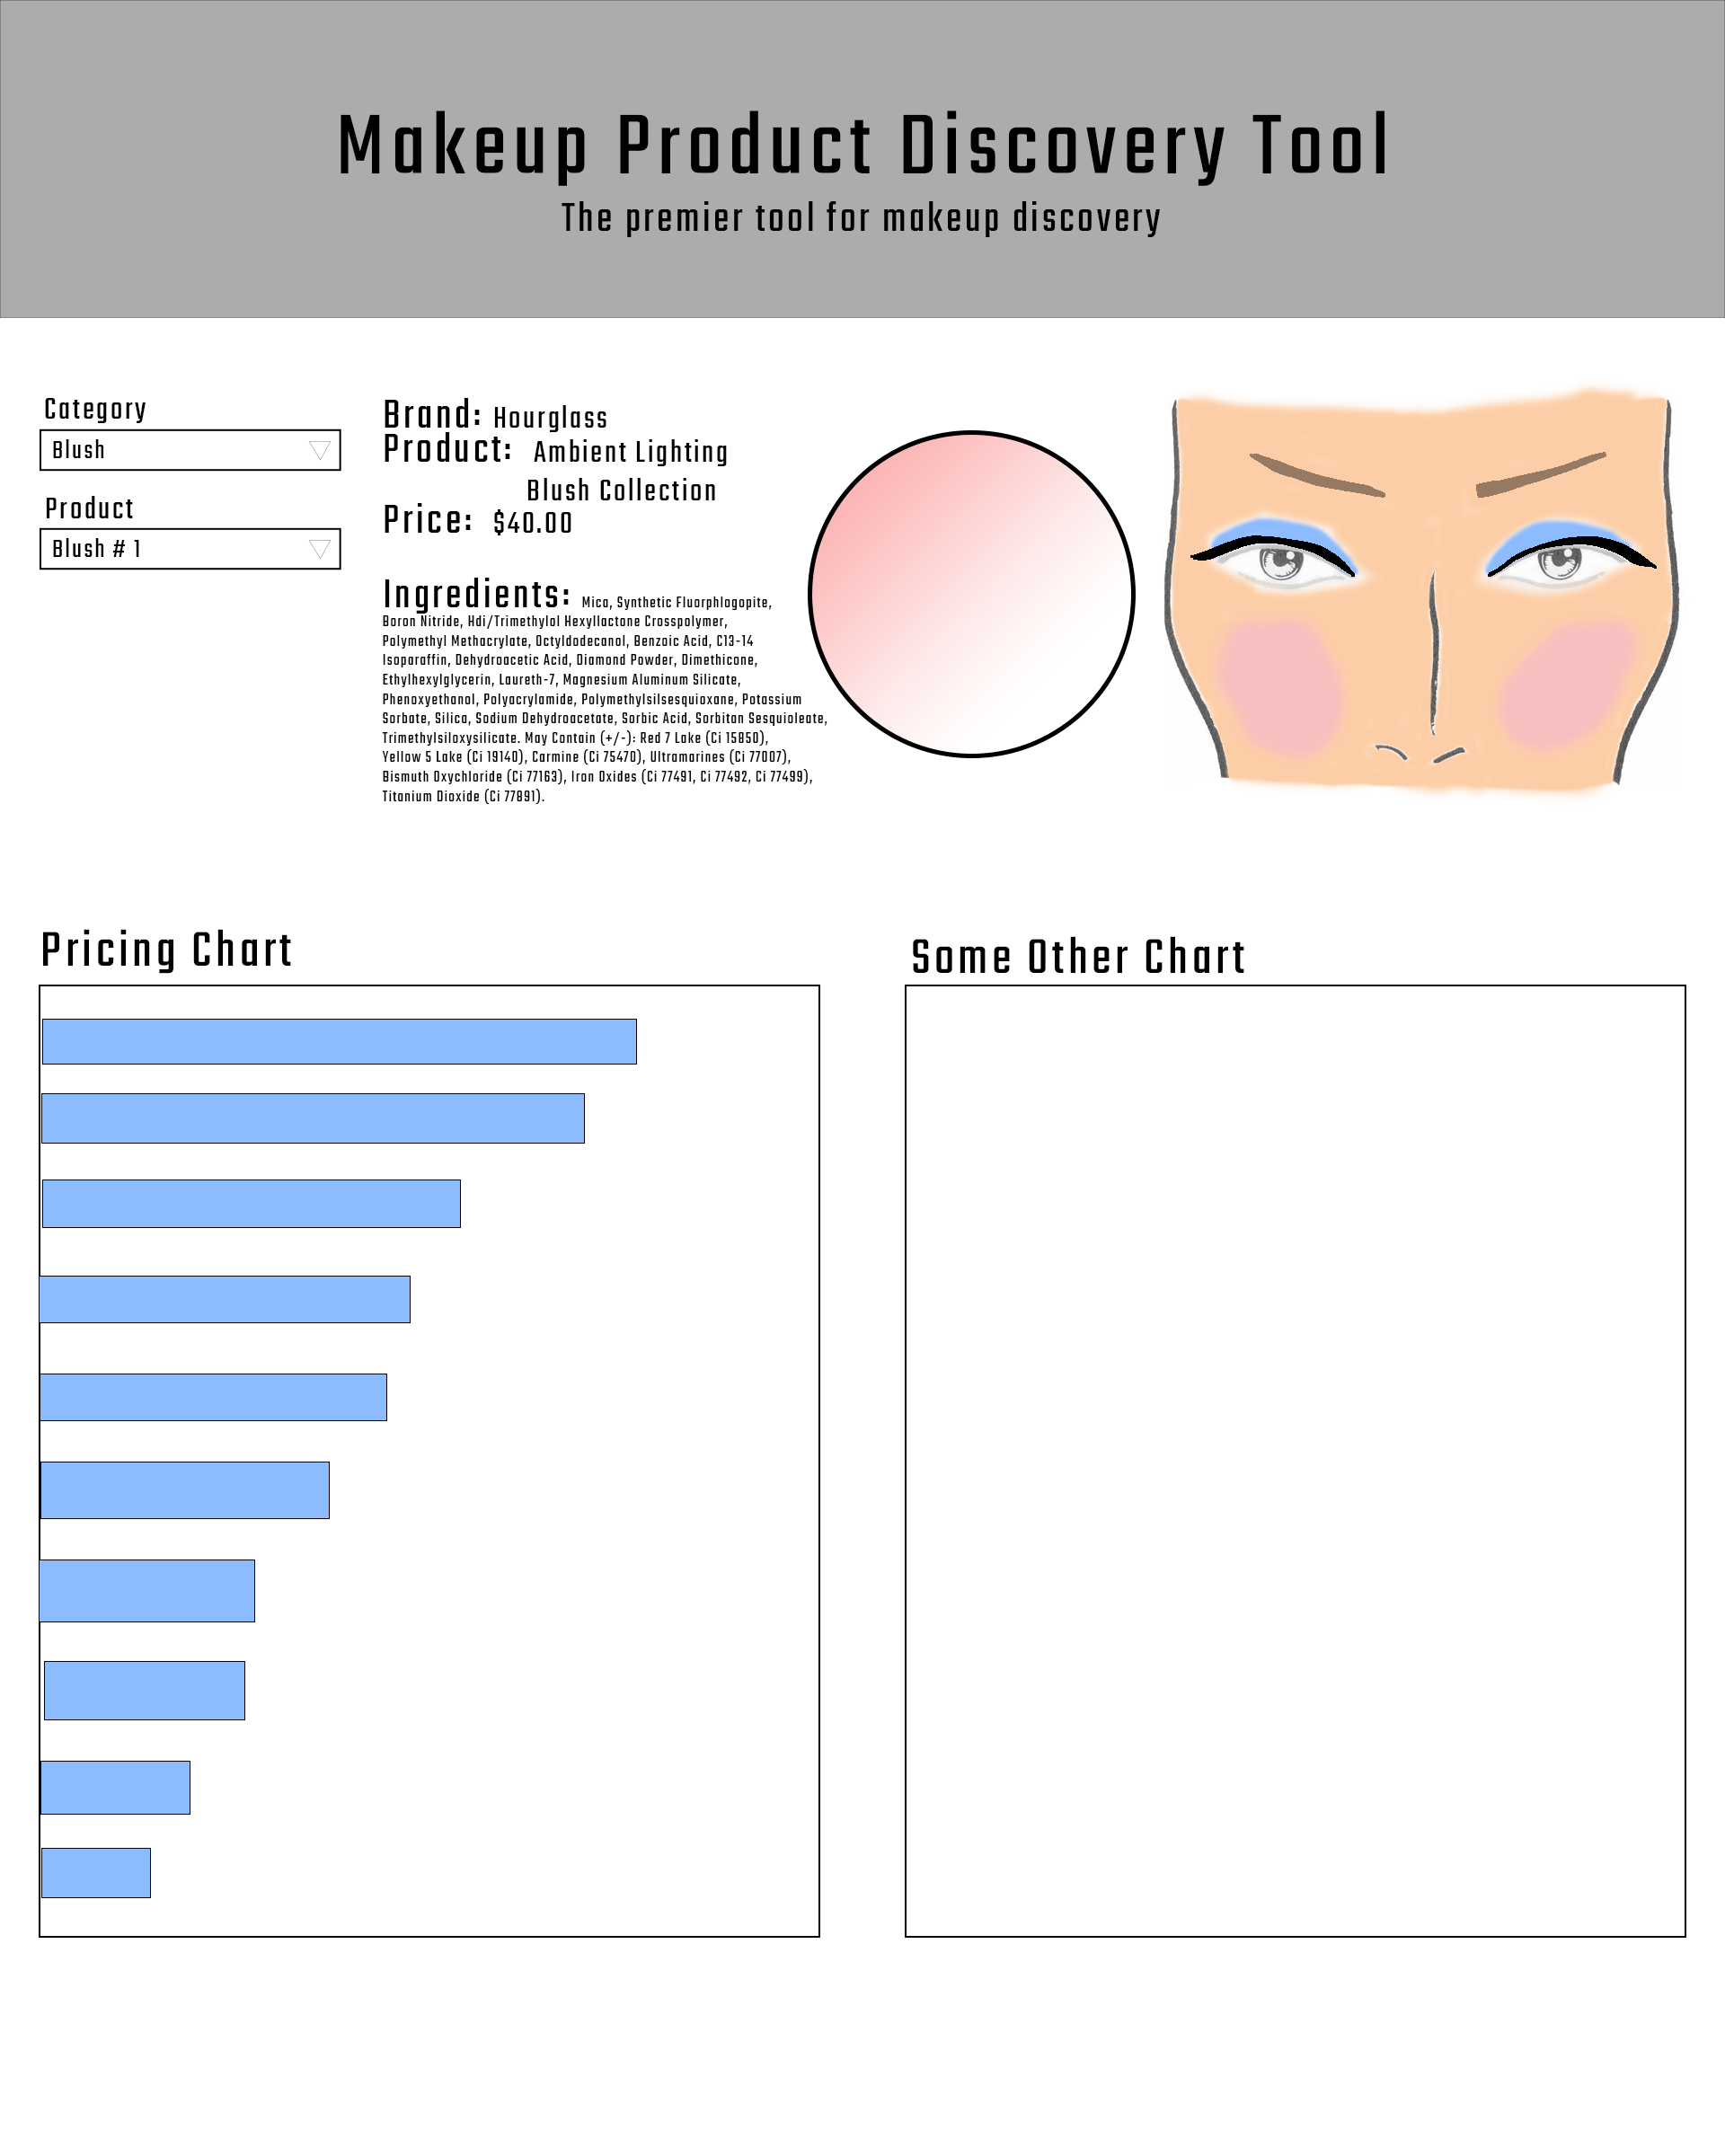 Makeup Product Discovery Tool
The premier tool for makeup discovery
Category
Blush
Product
Blush # 1
Brand: Hourglass
Product: Ambient Lighting
Blush Collection
Price: $40.00
Ingredients: Mica, Synthetic Fluorphlogopite,
Boron Nitride, Hdi/Trimethylol Hexyllactone Crosspolymer,
Polymethyl Methacrylate, Octyldodecanol, Benzoic Acid, C13-14
Isoparaffin, Dehydroacetic Acid, Diamond Powder, Dimethicone,
Ethylhexylglycerin, Laureth-7, Magnesium Aluminum Silicate,
Phenoxyethanol, Polyacrylamide, Polymethylsilsesquioxane, Potassium
Sorbate, Silica, Sodium Dehydroacetate, Sorbic Acid, Sorbitan Sesquioleate,
Trimethylsiloxysilicate. May Contain (+/-): Red 7 Lake (Ci 15850),
Yellow 5 Lake (Ci 19140), Carmine (Ci 75470), Ultramarines (Ci 77007),
Bismuth Oxychloride (Ci 77163), Iron Oxides (Ci 77491, Ci 77492, Ci 77499),
Titanium Dioxide (Ci 77891).
Pricing Chart
Some Other Chart